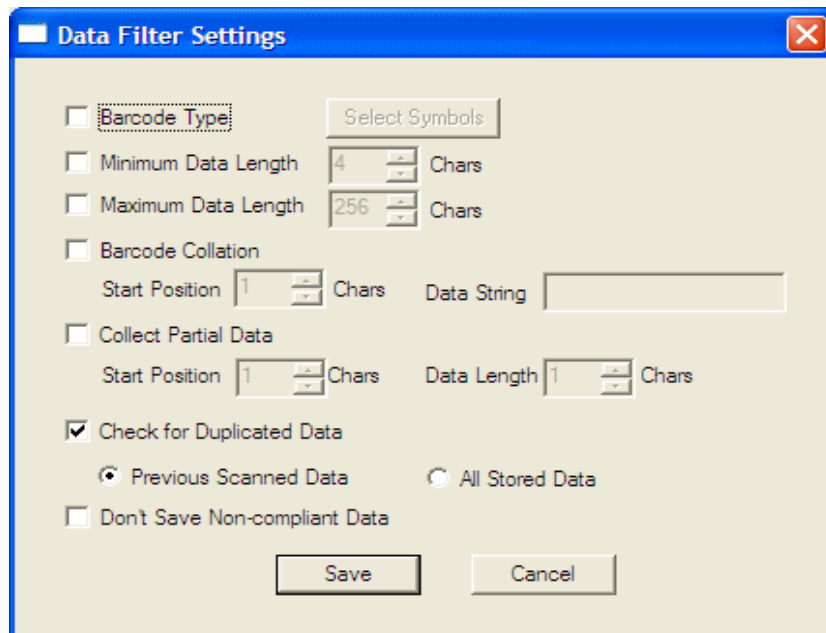 Data Filter Settings
Barcode Type Select Symbols
Minimum Data Length 4 Chars
Maximum Data Length 256 Chars
Barcode Collation
Start Position 1 Chars Data String
Collect Partial Data
Start Position 1 Chars Data Length 1 Chars
Check for Duplicated Data
Previous Scanned Data All Stored Data
Don't Save Non-compliant Data
Save Cancel